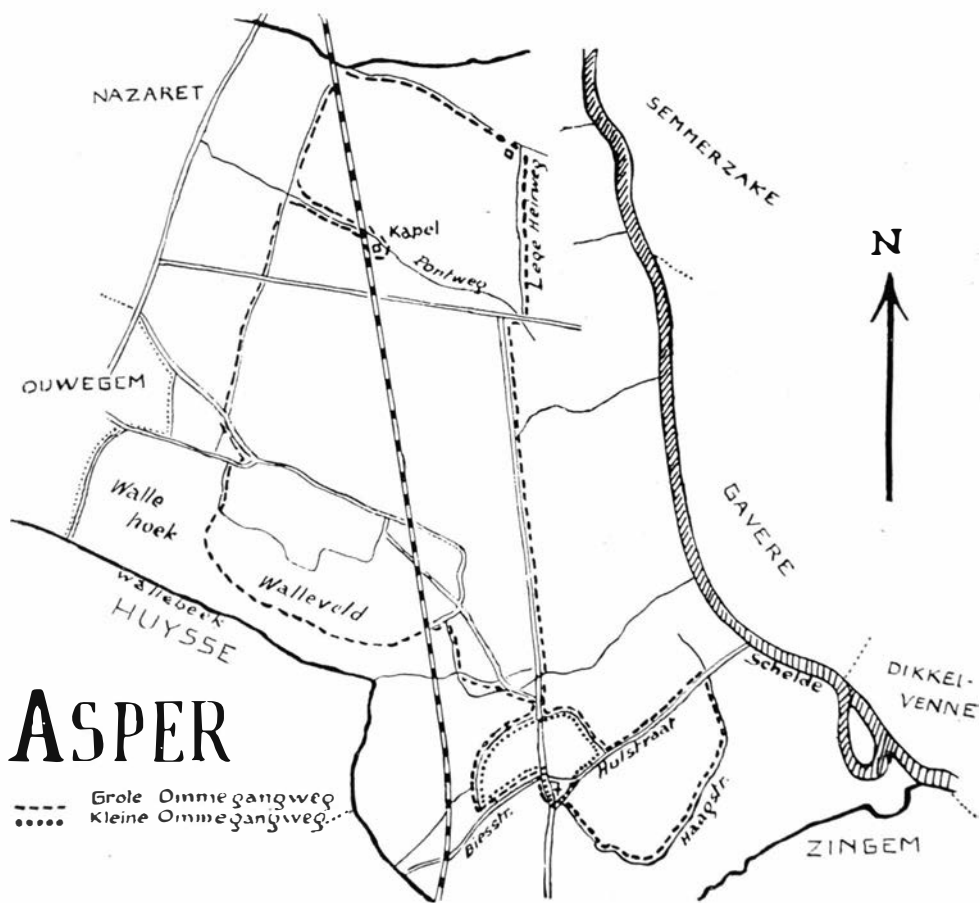 NAZARET
SEMMERZAKE
Lege Heirweg
Kapel
Pontweg
N
OUWEGEM
Walle
hoek
GAVERE
Walleveld
Wallebeek
HUYSSE
Schelde
DIKKEL-
VENNE
ASPER
Hulstraat
Grote Ommegangweg
Kleine Ommegangweg
Biesstr.
Haagstr.
ZINGEM